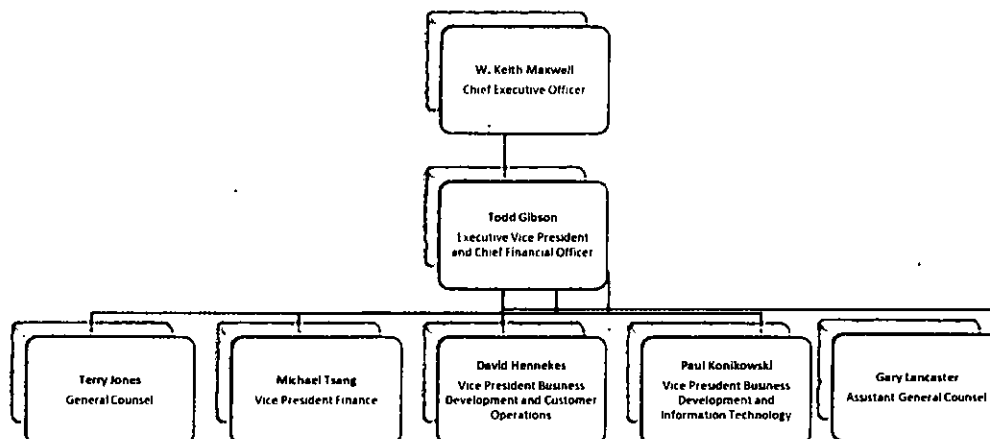 W. Keith Maxwell
Chief Executive Officer
Todd Gibson
Executive Vice President
and Chief Financial Officer
Terry Jones
General Counsel
Michael Tsang
Vice President Finance
David Hennekes
Vice President Business
Development and Customer
Operations
Paul Konikowski
Vice President Business
Development and
Information Technology
Gary Lancaster
Assistant General Counsel